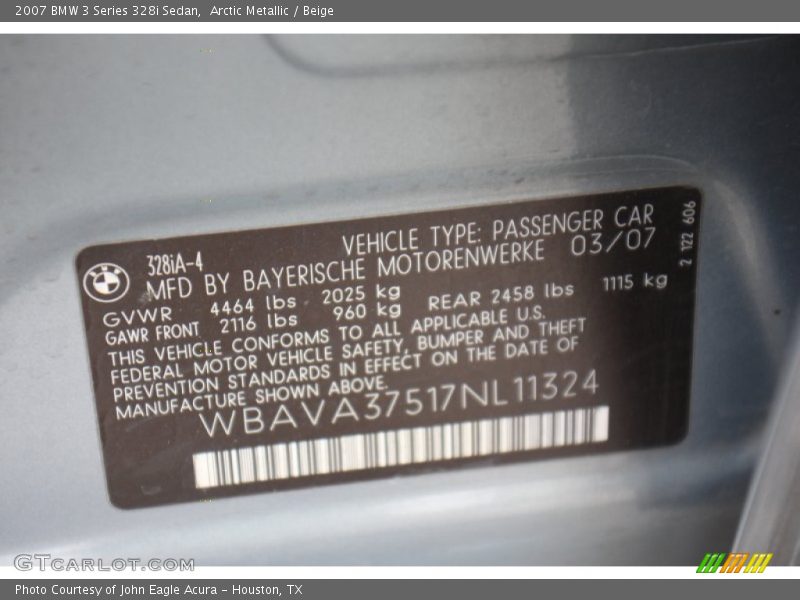 2007 BMW 3 Series 328i Sedan, Arctic Metallic / Beige
328iA-4
VEHICLE TYPE: PASSENGER CAR
MFD BY BAYERISCHE MOTORENWERKE 03/07
GVWR 4464 lbs 2025 kg
GAWR FRONT 2116 lbs 960 kg REAR 2458 lbs 1115 kg
THIS VEHICLE CONFORMS TO ALL APPLICABLE U.S.
FEDERAL MOTOR VEHICLE SAFETY, BUMPER AND THEFT
PREVENTION STANDARDS IN EFFECT ON THE DATE OF
MANUFACTURE SHOWN ABOVE.
WBAVA37517NL11324
2 122 606
GTCARLOT.COM
Photo Courtesy of John Eagle Acura - Houston, TX